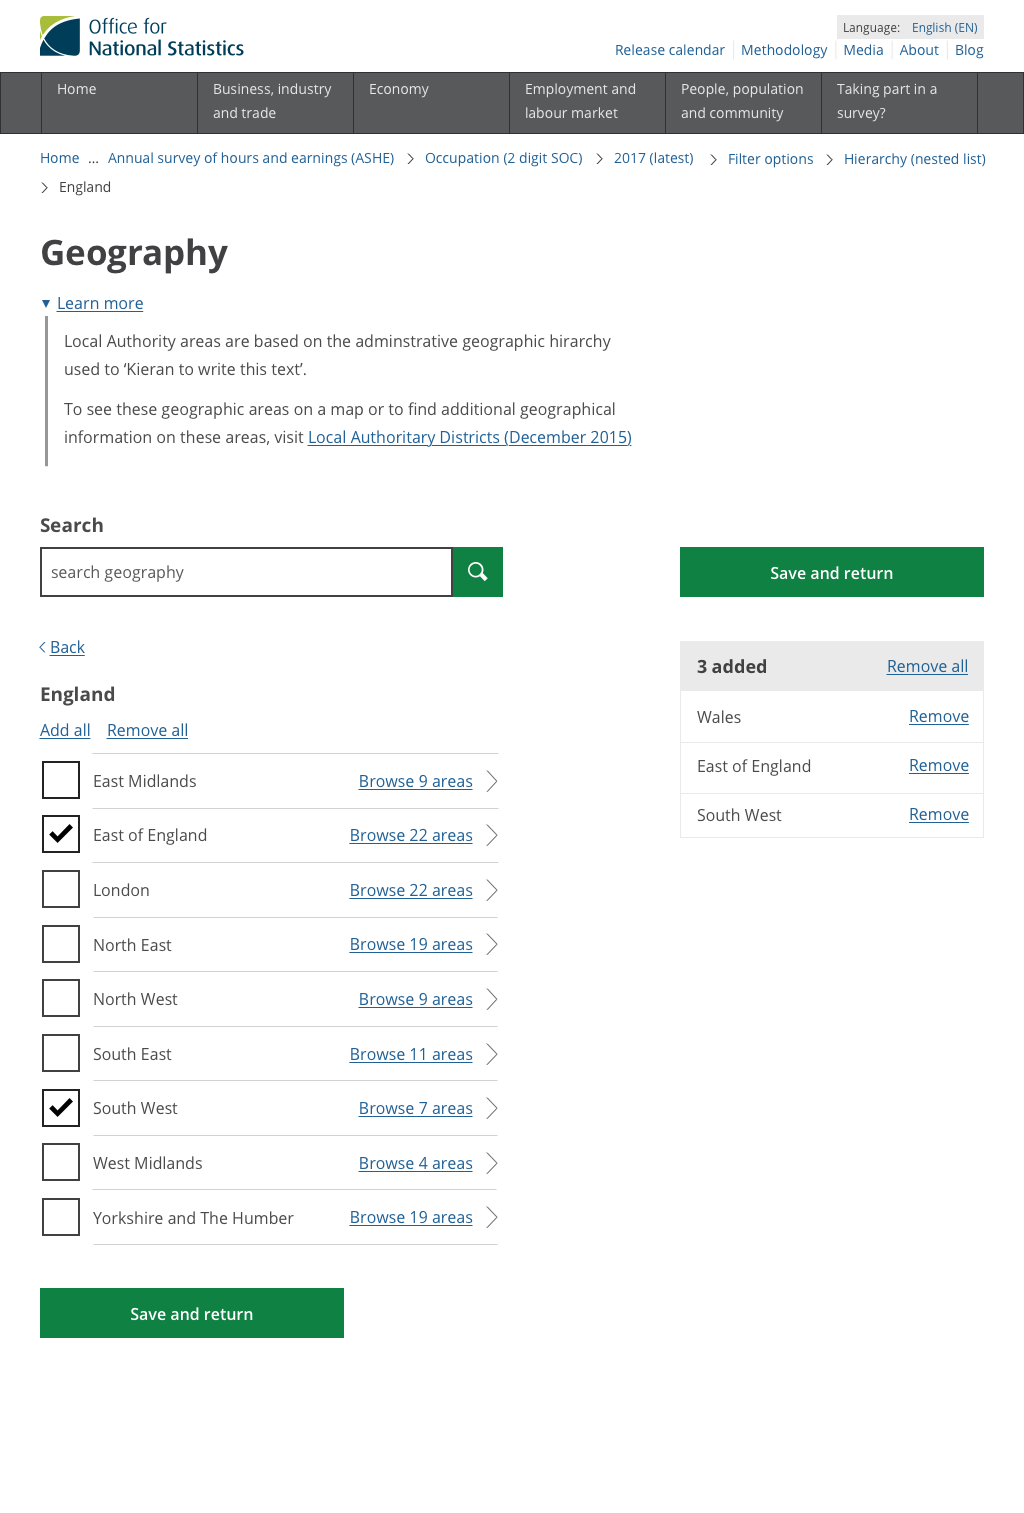 Office for
National Statistics
Language: English (EN)
Release calendar Methodology Media About Blog
Home
Business, industry
and trade
Economy
Employment and
labour market
People, population
and community
Taking part in a
survey?
Home ... Annual survey of hours and earnings (ASHE) Occupation (2 digit SOC) 2017 (latest) Filter options Hierarchy (nested list)
England
Geography
Learn more
Local Authority areas are based on the adminstrative geographic hirarchy
used to ‘Kieran to write this text’.
To see these geographic areas on a map or to find additional geographical
information on these areas, visit Local Authoritary Districts (December 2015)
Search
search geography
Save and return
Back
England
Add all Remove all
East Midlands Browse 9 areas
East of England Browse 22 areas
London Browse 22 areas
North East Browse 19 areas
North West Browse 9 areas
South East Browse 11 areas
South West Browse 7 areas
West Midlands Browse 4 areas
Yorkshire and The Humber Browse 19 areas
Save and return
3 added Remove all
Wales Remove
East of England Remove
South West Remove